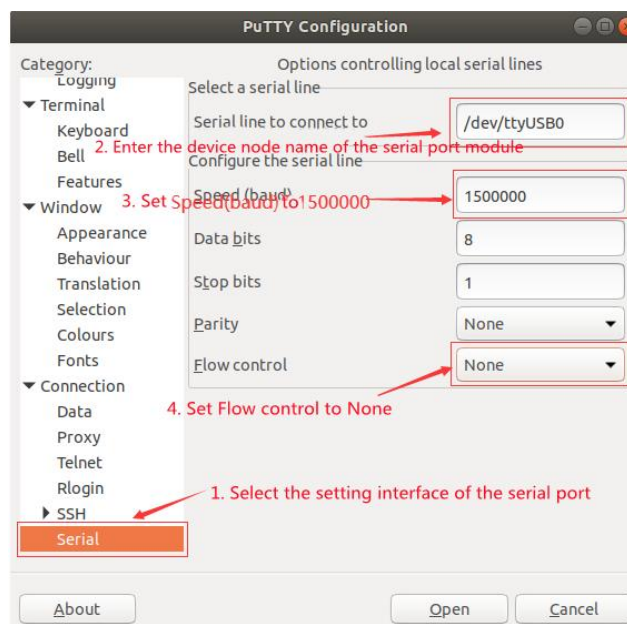 PuTTY Configuration
Category:
Options controlling local serial lines
Logging
Terminal
Keyboard
Bell
Features
Window
Appearance
Behaviour
Translation
Selection
Colours
Fonts
Connection
Data
Proxy
Telnet
Rlogin
SSH
Serial
Select a serial line
Serial line to connect to
/dev/ttyUSB0
2. Enter the device node name of the serial port module
Configure the serial line
Speed (baud)
1500000
3. Set Speed(baud) to 1500000
Data bits
8
Stop bits
1
Parity
None
Flow control
None
4. Set Flow control to None
1. Select the setting interface of the serial port
About
Open
Cancel